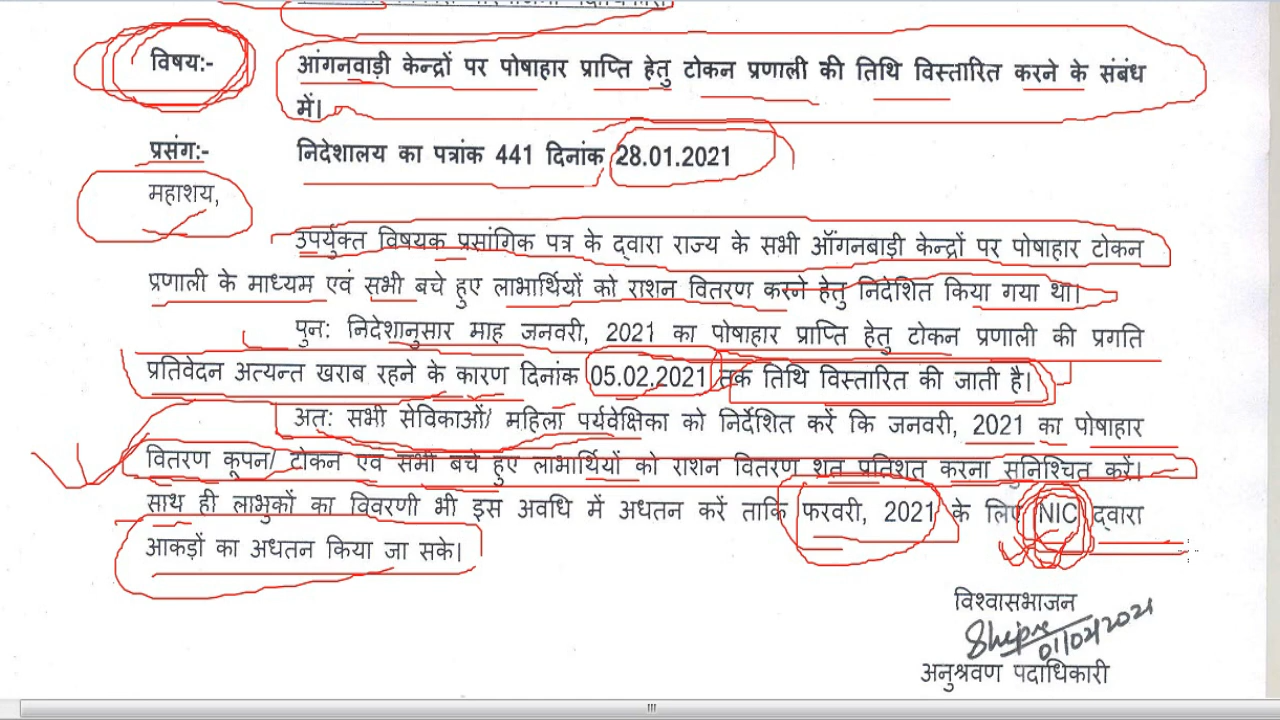 विषय:- आंगनवाड़ी केन्द्रों पर पोषाहार प्राप्ति हेतु टोकन प्रणाली की तिथि विस्तारित करने के संबंध
में।
प्रसंग:- निदेशालय का पत्रांक 441 दिनांक 28.01.2021
महाशय,
उपर्युक्त विषयक प्रसांगिक पत्र के द्वारा राज्य के सभी ऑंगनबाड़ी केन्द्रों पर पोषाहार टोकन
प्रणाली के माध्यम एवं सभी बचे हुए लाभार्थियों को राशन वितरण करने हेतु निदेशित किया गया था।
पुनः निदेशानुसार माह जनवरी, 2021 का पोषाहार प्राप्ति हेतु टोकन प्रणाली की प्रगति
प्रतिवेदन अत्यन्त खराब रहने के कारण दिनांक 05.02.2021 तक तिथि विस्तारित की जाती है।
अतः सभी सेविकाओं/ महिला पर्यवेक्षिका को निर्देशित करें कि जनवरी, 2021 का पोषाहार
वितरण कूपन/ टोकन एवं सभी बचे हुए लाभार्थियों को राशन वितरण शत प्रतिशत करना सुनिश्चित करें।
साथ ही लाभुकों का विवरणी भी इस अवधि में अधतन करें ताकि फरवरी, 2021 के लिए NIC द्वारा
आकड़ों का अधतन किया जा सके।
विश्वासभाजन
01/02/2021
अनुश्रवण पदाधिकारी